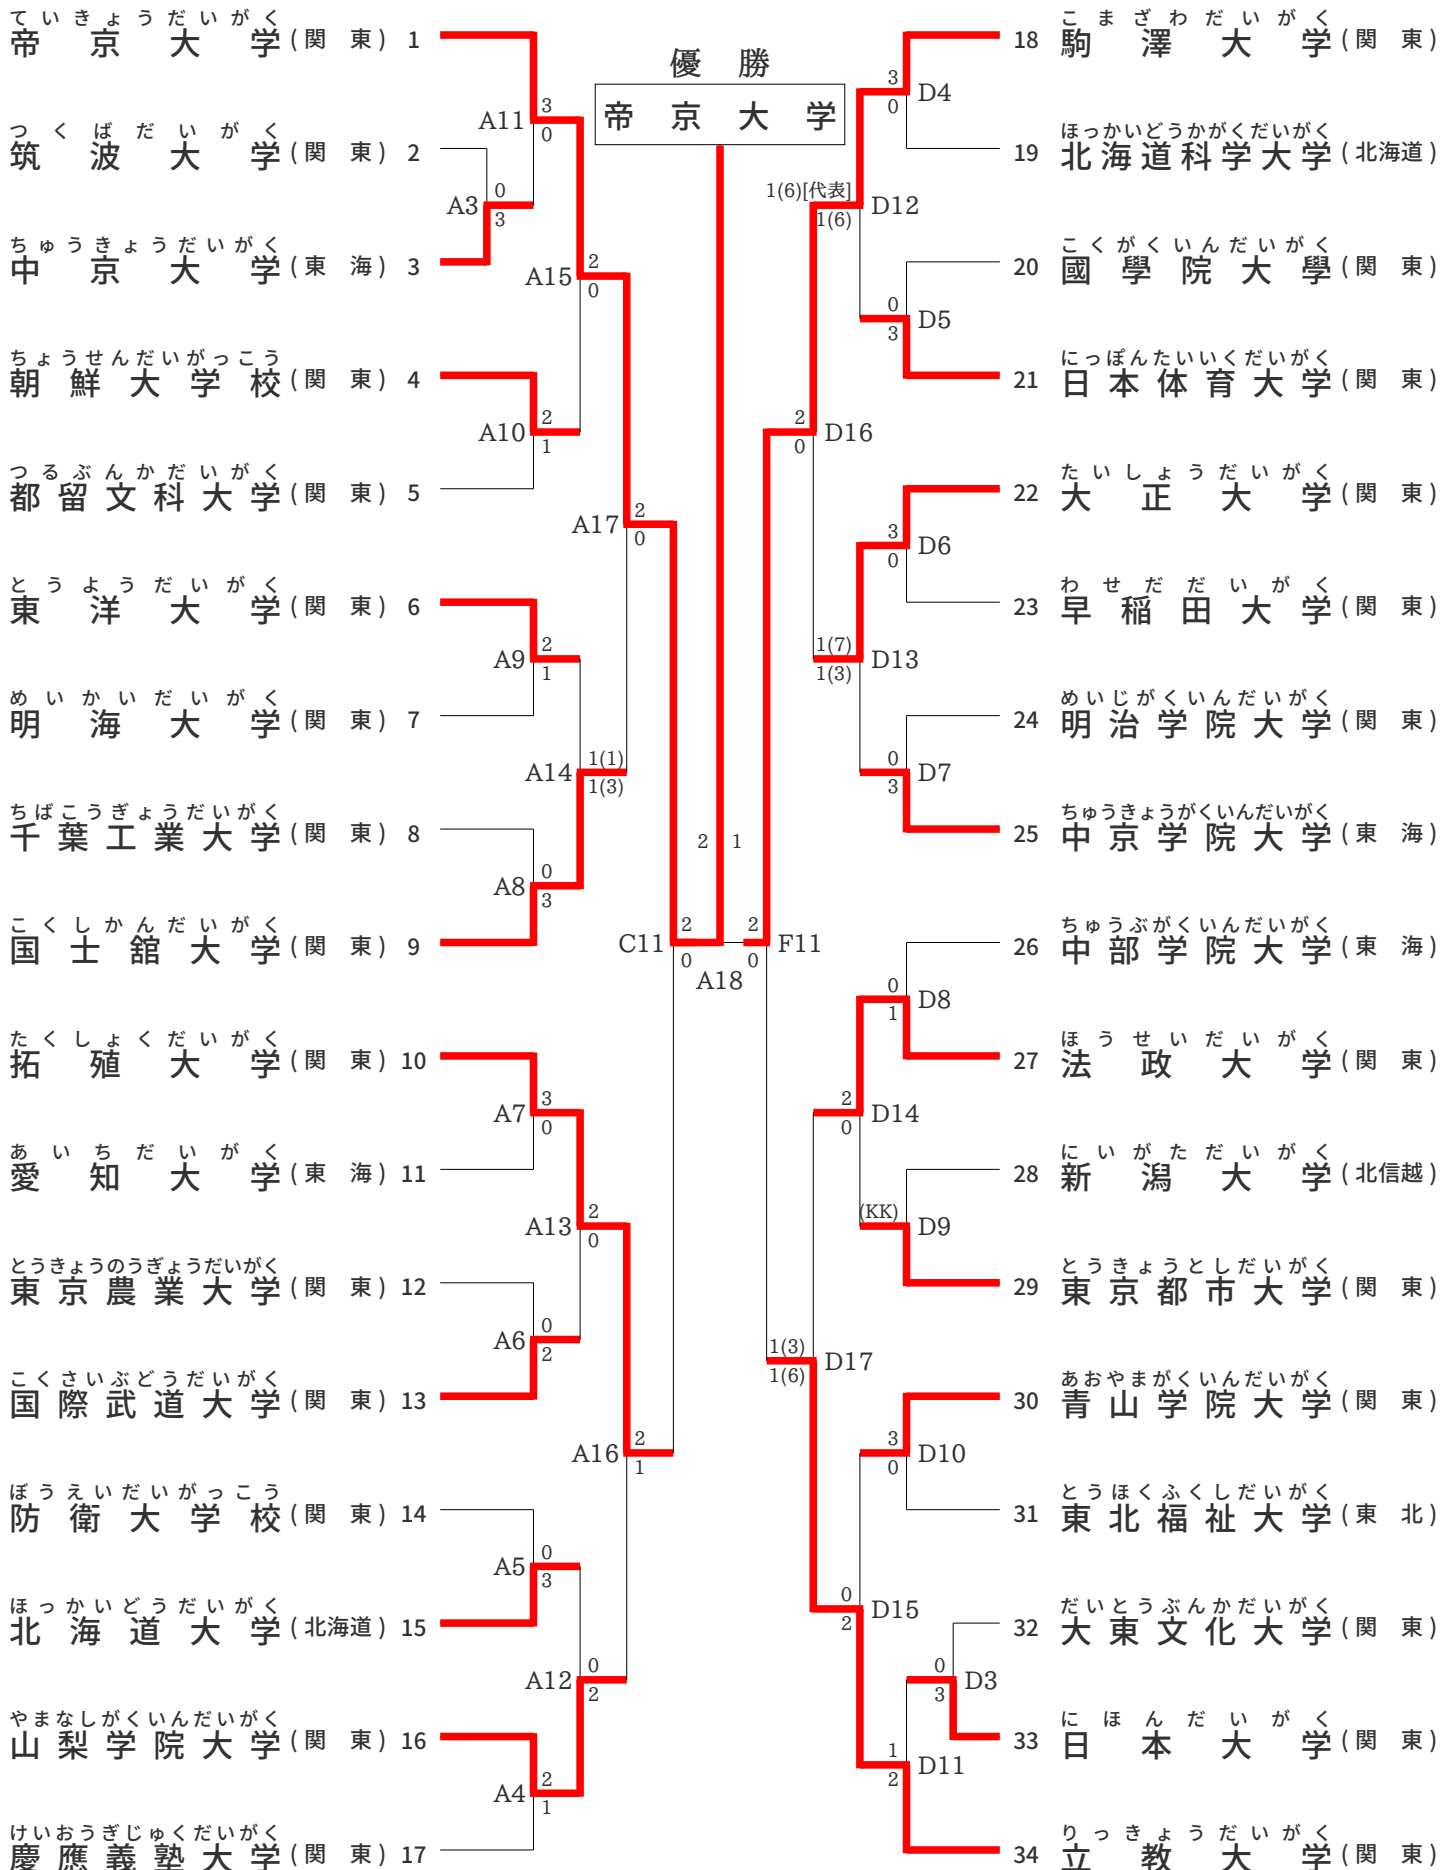 優　勝
帝京大学
ていきょうだいがく
帝京大学(関東) 1
つくばだいがく
筑波大学(関東) 2
ちゅうきょうだいがく
中京大学(東海) 3
ちょうせんだいがっこう
朝鮮大学校(関東) 4
つるぶんかだいがく
都留文科大学(関東) 5
とうようだいがく
東洋大学(関東) 6
めいかいだいがく
明海大学(関東) 7
ちばこうぎょうだいがく
千葉工業大学(関東) 8
こくしかんだいがく
国士舘大学(関東) 9
たくしょくだいがく
拓殖大学(関東) 10
あいちだいがく
愛知大学(東海) 11
とうきょうのうぎょうだいがく
東京農業大学(関東) 12
こくさいぶどうだいがく
国際武道大学(関東) 13
ぼうえいだいがっこう
防衛大学校(関東) 14
ほっかいどうだいがく
北海道大学(北海道) 15
やまなしがくいんだいがく
山梨学院大学(関東) 16
けいおうぎじゅくだいがく
慶應義塾大学(関東) 17
A11
3
0
A3
0
3
A15
2
0
A10
2
1
A17
2
0
A9
2
1
A14
1(1)
1(3)
A8
0
3
C11
2
0
A7
3
0
A13
2
0
A6
0
2
A16
2
1
A5
0
3
A12
0
2
A4
2
1
2
1
A18
18 こまざわだいがく
駒澤大学(関東)
19 ほっかいどうかがくだいがく
北海道科学大学(北海道)
20 こくがくいんだいがく
國學院大學(関東)
21 にっぽんたいいくだいがく
日本体育大学(関東)
22 たいしょうだいがく
大正大学(関東)
23 わせだだいがく
早稲田大学(関東)
24 めいじがくいんだいがく
明治学院大学(関東)
25 ちゅうきょうがくいんだいがく
中京学院大学(東海)
26 ちゅうぶがくいんだいがく
中部学院大学(東海)
27 ほうせいだいがく
法政大学(関東)
28 にいがただいがく
新潟大学(北信越)
29 とうきょうとしだいがく
東京都市大学(関東)
30 あおやまがくいんだいがく
青山学院大学(関東)
31 とうほくふくしだいがく
東北福祉大学(東北)
32 だいとうぶんかだいがく
大東文化大学(関東)
33 にほんだいがく
日本大学(関東)
34 りっきょうだいがく
立教大学(関東)
3
0
D4
1(6)[代表]
1(6)
D12
0
3
D5
2
0
D16
3
0
D6
1(7)
1(3)
D13
0
3
D7
2
0
F11
0
1
D8
2
0
D14
(KK)
D9
1(3)
1(6)
D17
3
0
D10
0
2
D15
0
3
D3
1
2
D11